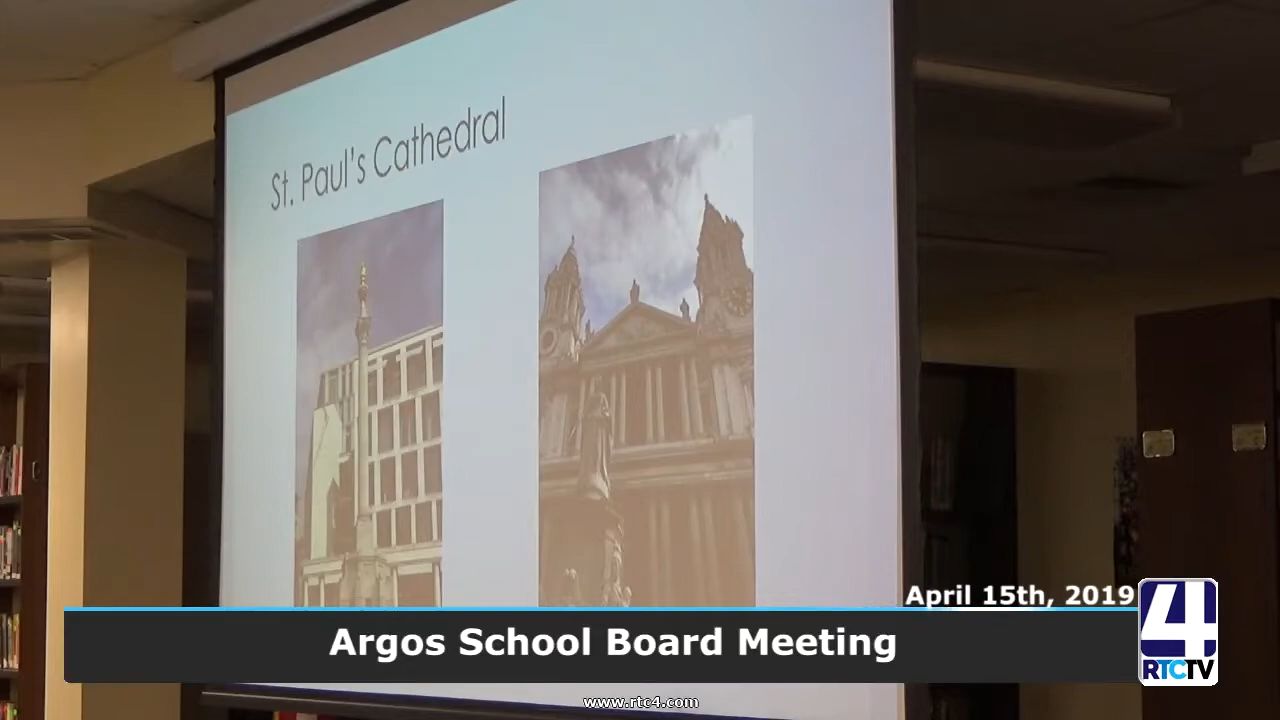 St. Paul's Cathedral
April 15th, 2019
Argos School Board Meeting
4
RTCTV
www.rtc4.com